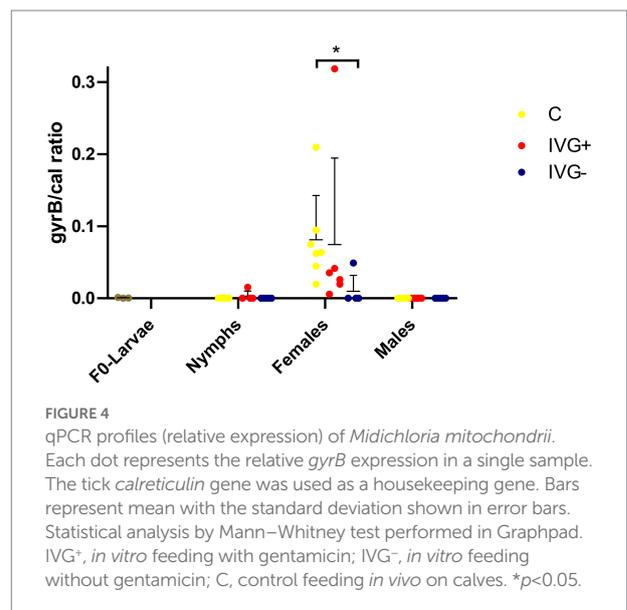 *
0.3
0.2
0.1
0.0
gyrB/cal ratio
F0-Larvae
Nymphs
Females
Males
C
IVG+
IVG-
FIGURE 4
qPCR profiles (relative expression) of Midichloria mitochondrii.
Each dot represents the relative gyrB expression in a single sample.
The tick calreticulin gene was used as a housekeeping gene. Bars
represent mean with the standard deviation shown in error bars.
Statistical analysis by Mann–Whitney test performed in Graphpad.
IVG⁺, in vitro feeding with gentamicin; IVG⁻, in vitro feeding
without gentamicin; C, control feeding in vivo on calves. *p<0.05.